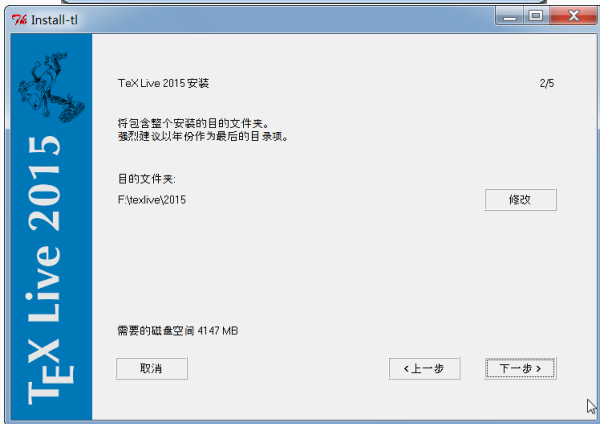 Install-tl
TeX Live 2015 安装
2/5
将包含整个安装的目的文件夹。
强烈建议以年份作为最后的目录项。
目的文件夹:
F:\texlive\2015
修改
需要的磁盘空间 4147 MB
取消
<上一步
下一步>
TEX Live 2015